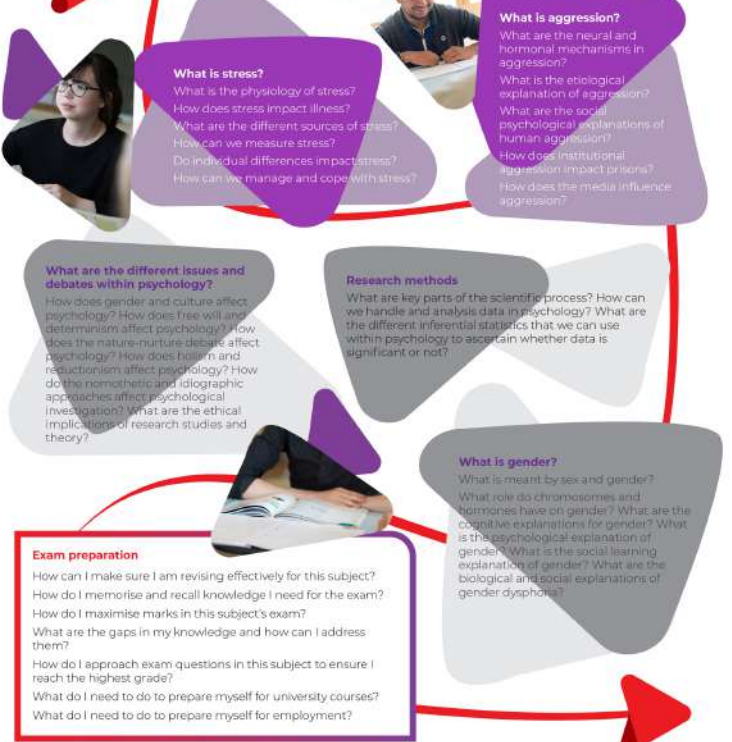 What is stress?
What is the physiology of stress?
How does stress impact illness?
What are the different sources of stress?
How can we measure stress?
Do individual differences impact stress?
How can we manage and cope with stress?
What is aggression?
What are the neural and
hormonal mechanisms in
aggression?
What is the etiological
explanation of aggression?
What are the social
psychological explanations of
human aggression?
How does Institutional
aggression impact prisons?
How does the media influence
aggression?
What are the different issues and
debates within psychology?
How does gender and culture affect
psychology? How does free will and
determinism affect psychology? How
does the nature-nurture debate affect
psychology? How does holism and
reductionism affect psychology? How
do the nomothetic and idiographic
approaches affect psychological
investigation? What are the ethical
implications of research studies and
theory?
Research methods
What are key parts of the scientific process? How can
we handle and analysis data in psychology? What are
the different inferential statistics that we can use
within psychology to ascertain whether data is
significant or not?
What is gender?
What is meant by sex and gender?
What role do chromosomes and
hormones have on gender? What are the
cognitive explanations for gender? What
is the psychological explanation of
gender? What is the social learning
explanation of gender? What are the
biological and social explanations of
gender dysphoria?
Exam preparation
How can I make sure I am revising effectively for this subject?
How do I memorise and recall knowledge I need for the exam?
How do I maximise marks in this subject's exam?
What are the gaps in my knowledge and how can I address
them?
How do I approach exam questions in this subject to ensure I
reach the highest grade?
What do I need to do to prepare myself for university courses?
What do I need to do to prepare myself for employment?